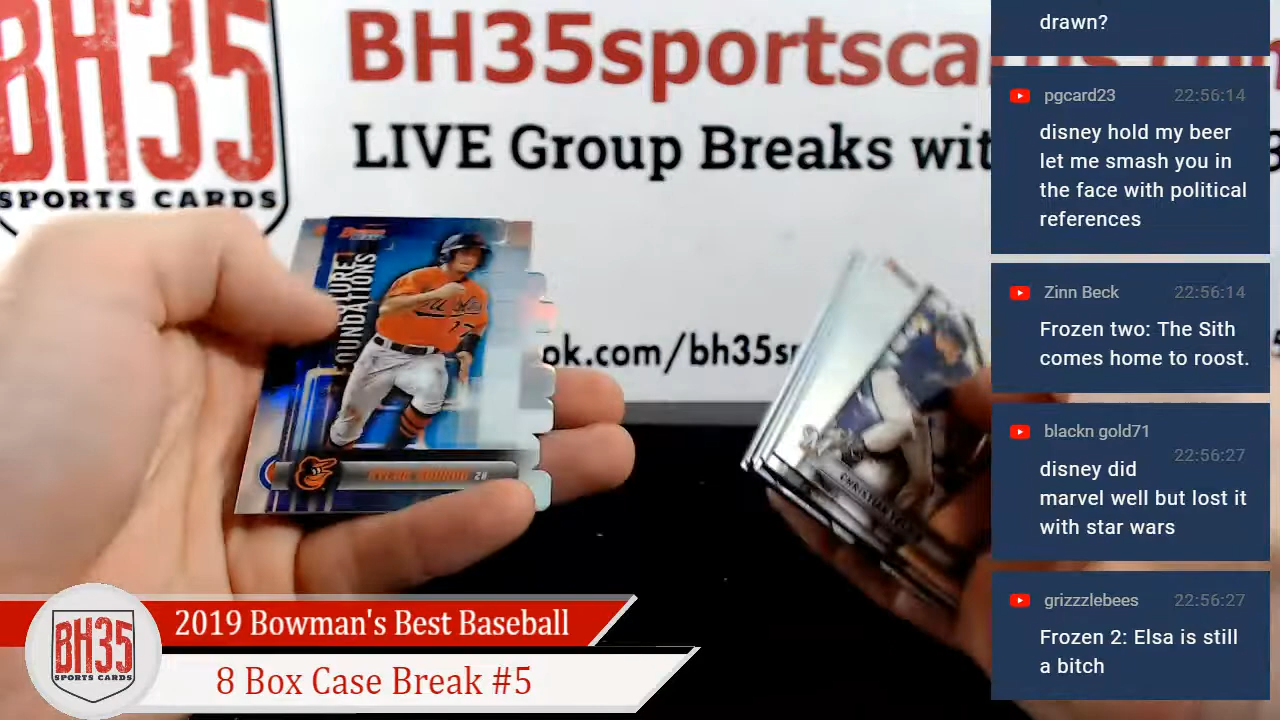 BH35
SPORTS CARDS
BH35sportsca
LIVE Group Breaks wit
ok.com/bh35s
FOUNDATIONS
28
CHRISTIAN
drawn?
pgcard23 22:56:14
disney hold my beer
let me smash you in
the face with political
references
Zinn Beck 22:56:14
Frozen two: The Sith
comes home to roost.
blackn gold71 22:56:27
disney did
marvel well but lost it
with star wars
grizzzlebees 22:56:27
Frozen 2: Elsa is still
a bitch
BH35
SPORTS CARDS
2019 Bowman's Best Baseball
8 Box Case Break #5